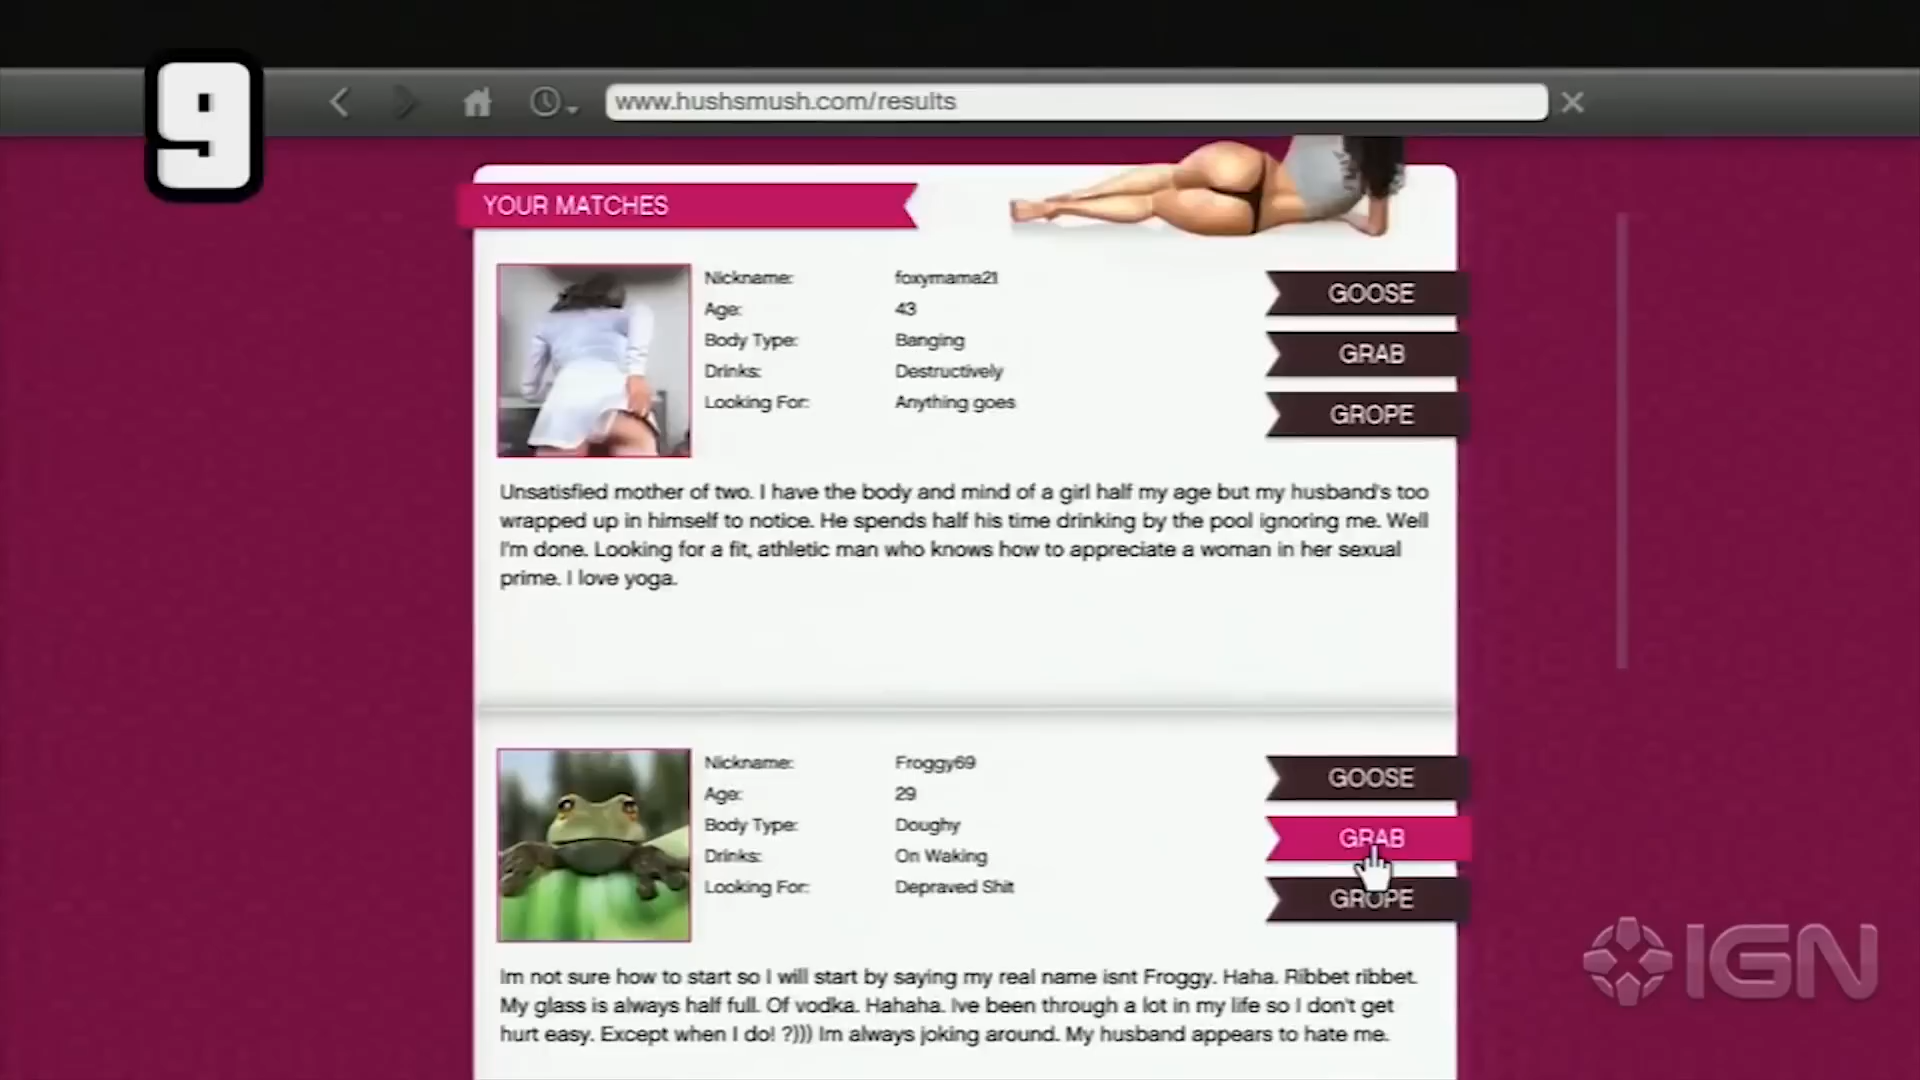 9
www.hushsmush.com/results
YOUR MATCHES
Nickname: foxymama21
Age: 43
Body Type: Banging
Drinks: Destructively
Looking For: Anything goes
GOOSE
GRAB
GROPE
Unsatisfied mother of two. I have the body and mind of a girl half my age but my husband's too
wrapped up in himself to notice. He spends half his time drinking by the pool ignoring me. Well
I'm done. Looking for a fit, athletic man who knows how to appreciate a woman in her sexual
prime. I love yoga.
Nickname: Froggy69
Age: 29
Body Type: Doughy
Drinks: On Waking
Looking For: Depraved Shit
GOOSE
GRAB
GROPE
Im not sure how to start so I will start by saying my real name isnt Froggy. Haha. Ribbet ribbet.
My glass is always half full. Of vodka. Hahaha. Ive been through a lot in my life so I don't get
hurt easy. Except when I do! ?))) Im always joking around. My husband appears to hate me.
IGN